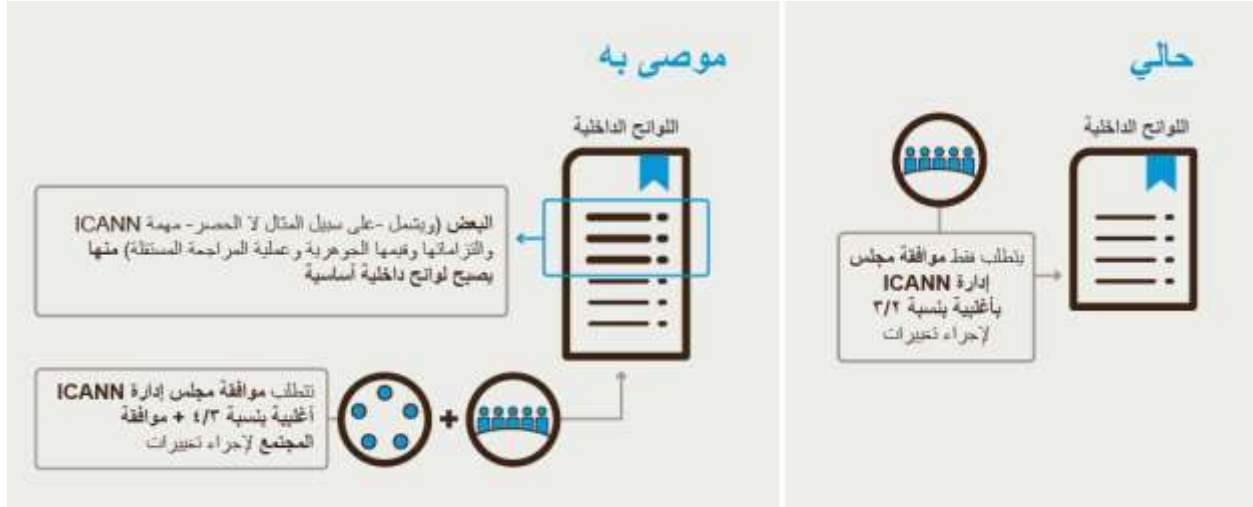 حالي
اللوائح الداخلية
يتطلب فقط موافقة مجلس
إدارة ICANN
بأغلبية بنسبة ٣/٢
لإجراء تغييرات
موصى به
اللوائح الداخلية
البعض (ويشمل -على سبيل المثال لا الحصر- مهمة ICANN
والتزاماتها وقيمها الجوهرية وعملية المراجعة المستقلة) منها
يصبح لوائح داخلية أساسية
تتطلب موافقة مجلس إدارة ICANN
أغلبية بنسبة ٤/٣ + موافقة
المجتمع لإجراء تغييرات
+